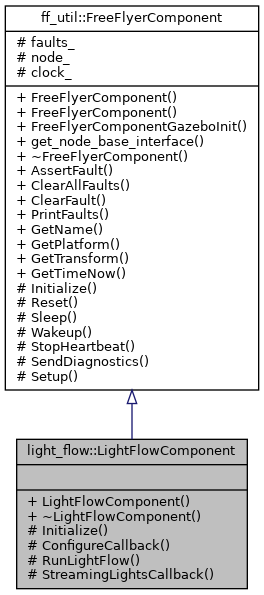 ff_util::FreeFlyerComponent
# faults_
# node_
# clock_
+ FreeFlyerComponent()
+ FreeFlyerComponent()
+ FreeFlyerComponentGazeboInit()
+ get_node_base_interface()
+ ~FreeFlyerComponent()
+ AssertFault()
+ ClearAllFaults()
+ ClearFault()
+ PrintFaults()
+ GetName()
+ GetPlatform()
+ GetTransform()
+ GetTimeNow()
# Initialize()
# Reset()
# Sleep()
# Wakeup()
# StopHeartbeat()
# SendDiagnostics()
# Setup()
light_flow::LightFlowComponent
+ LightFlowComponent()
+ ~LightFlowComponent()
# Initialize()
# ConfigureCallback()
# RunLightFlow()
# StreamingLightsCallback()